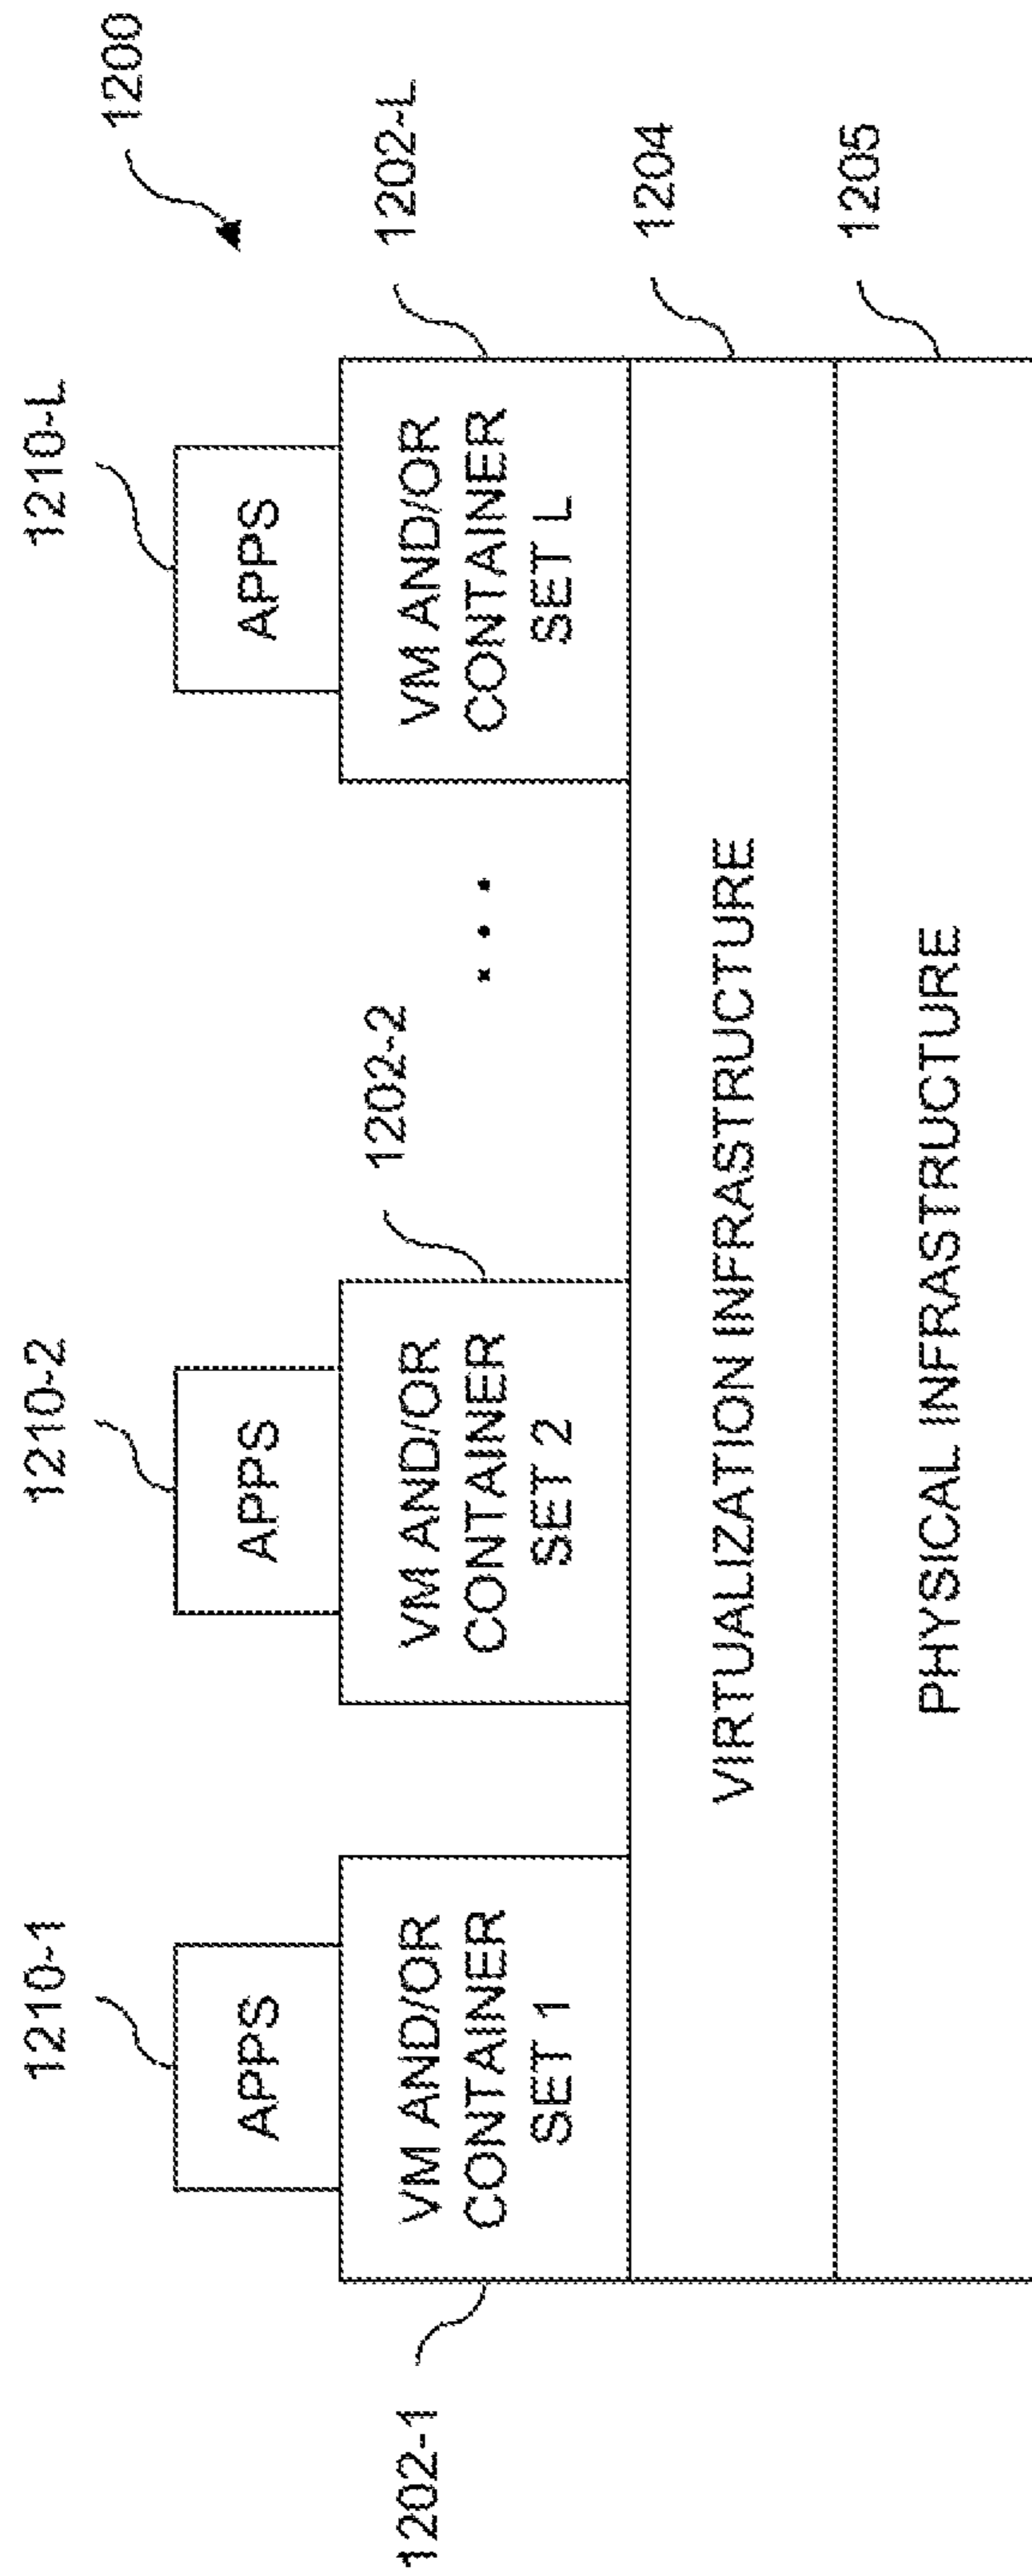 1200
1210-1
1210-2
1210-L
APPS
APPS
APPS
1202-1
VM AND/OR
CONTAINER
SET 1
VM AND/OR
CONTAINER
SET 2
1202-2
...
VM AND/OR
CONTAINER
SET L
1202-L
VIRTUALIZATION INFRASTRUCTURE
1204
PHYSICAL INFRASTRUCTURE
1205